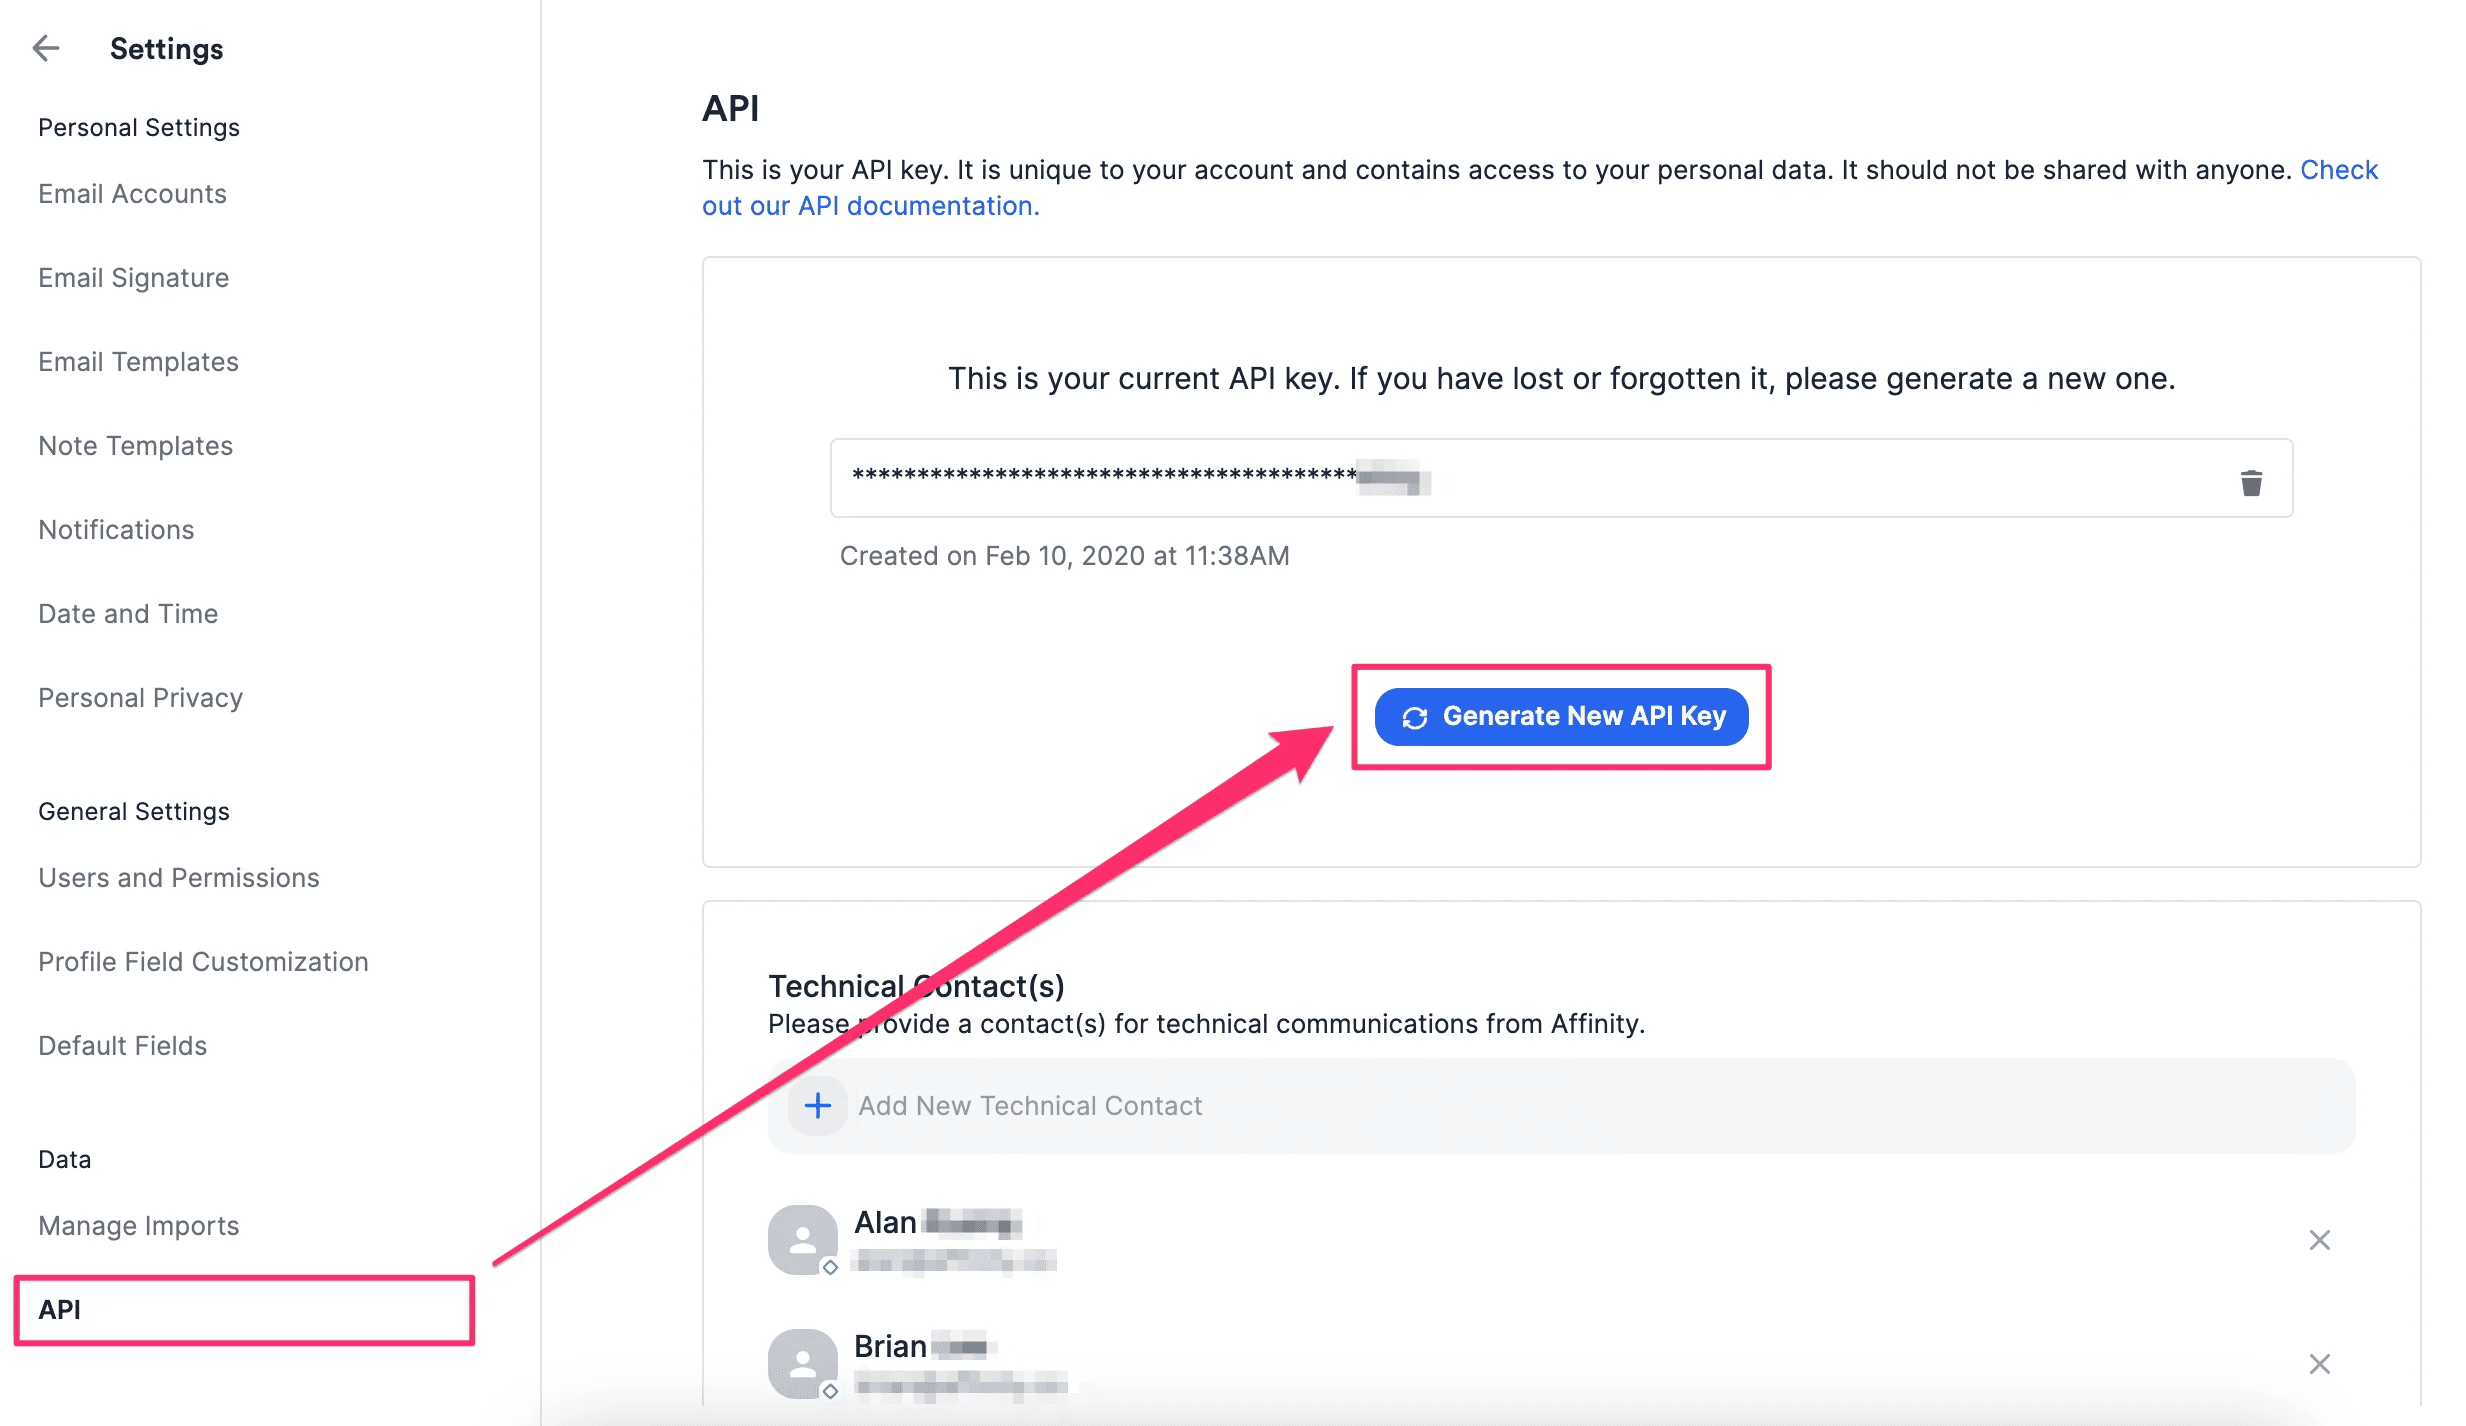 Settings
Personal Settings
Email Accounts
Email Signature
Email Templates
Note Templates
Notifications
Date and Time
Personal Privacy
General Settings
Users and Permissions
Profile Field Customization
Default Fields
Data
Manage Imports
API
API
This is your API key. It is unique to your account and contains access to your personal data. It should not be shared with anyone. Check
out our API documentation.
This is your current API key. If you have lost or forgotten it, please generate a new one.
***************************************
Created on Feb 10, 2020 at 11:38AM
Generate New API Key
Technical Contact(s)
Please provide a contact(s) for technical communications from Affinity.
Add New Technical Contact
Alan
Brian